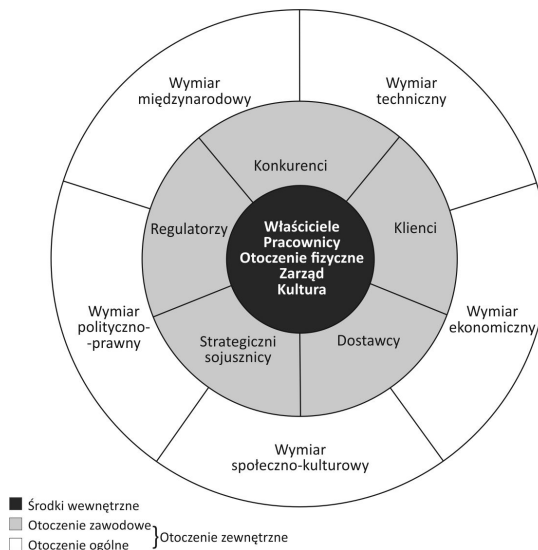 Wymiar
międzynarodowy
Wymiar
techniczny
Konkurenci
Regulatorzy
Klienci
Właściciele
Pracownicy
Otoczenie fizyczne
Zarząd
Kultura
Wymiar
polityczno-
-prawny
Wymiar
ekonomiczny
Strategiczni
sojusznicy
Dostawcy
Wymiar
społeczno-kulturowy
Środki wewnętrzne
Otoczenie zawodowe
Otoczenie ogólne
Otoczenie zewnętrzne